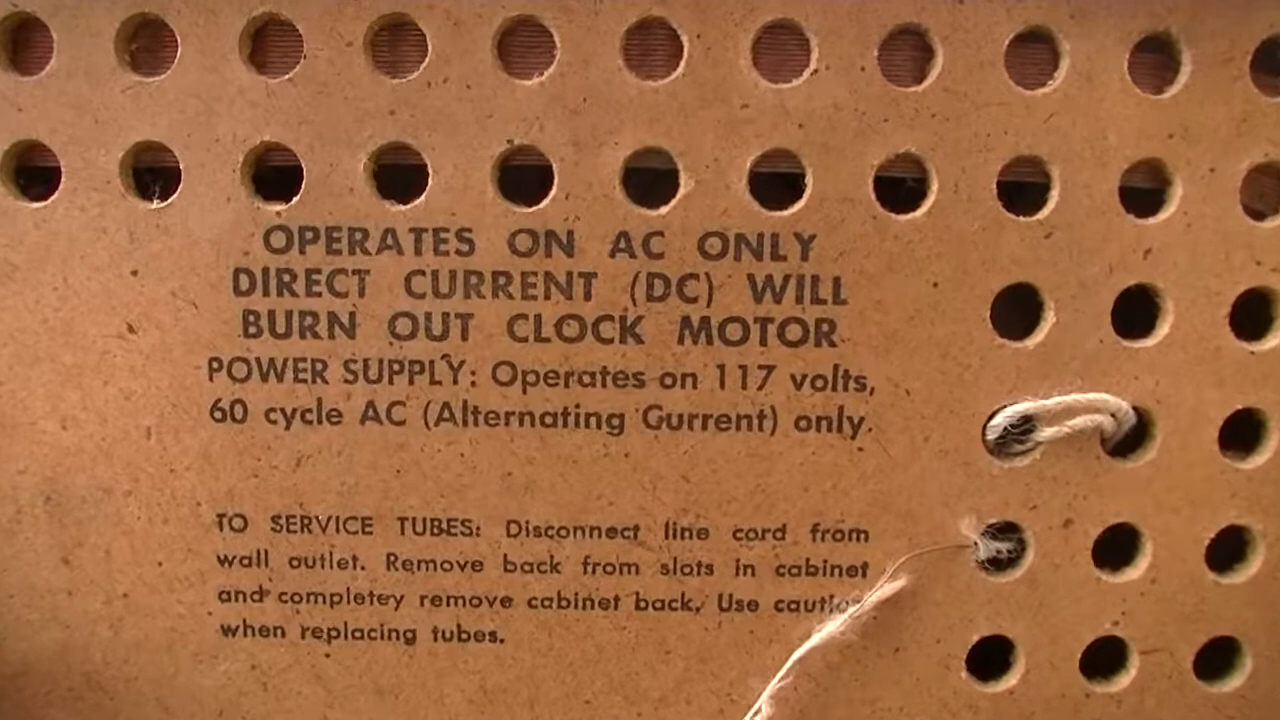 OPERATES ON AC ONLY
DIRECT CURRENT (DC) WILL
BURN OUT CLOCK MOTOR
POWER SUPPLY: Operates on 117 volts,
60 cycle AC (Alternating Gurrent) only.
TO SERVICE TUBES: Disconnect line cord from
wall outlet. Remove back from slots in cabinet
and completey remove cabinet back, Use caution
when replacing tubes.